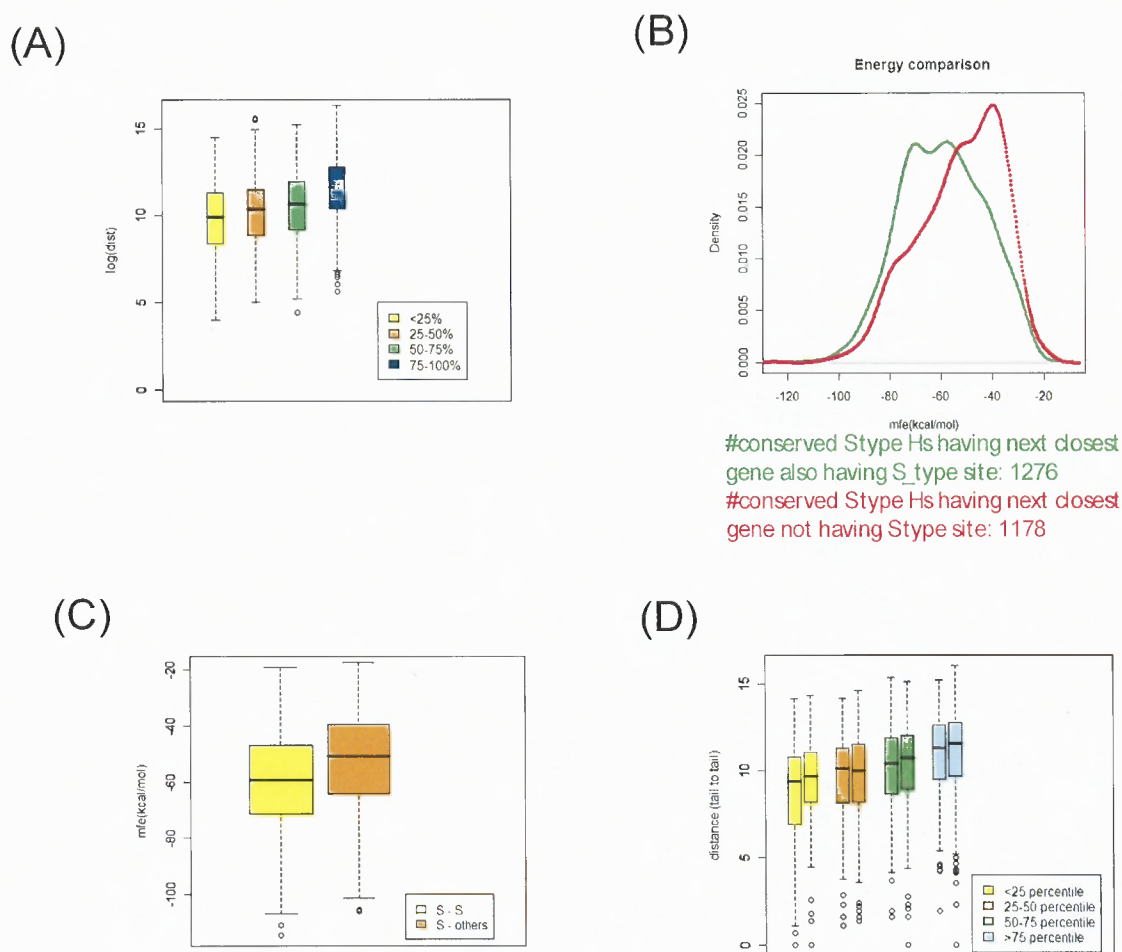 (A)
log(dist)
15
10
5
0
<25%
25-50%
50-75%
75-100%
(B)
Energy comparison
Density
0.025
0.020
0.015
0.010
0.005
0.000
-120 -100 -80 -60 -40 -20
mfe(kcal/mol)
#conserved Stype Hs having next closest
gene also having S_type site: 1276
#conserved Stype Hs having next closest
gene not having Stype site: 1178
(C)
mfe(kcal/mol)
-20
-40
-60
-80
-100
S - S
S - others
(D)
distance (tail to tail)
15
10
5
0
<25 percentile
25-50 percentile
50-75 percentile
>75 percentile